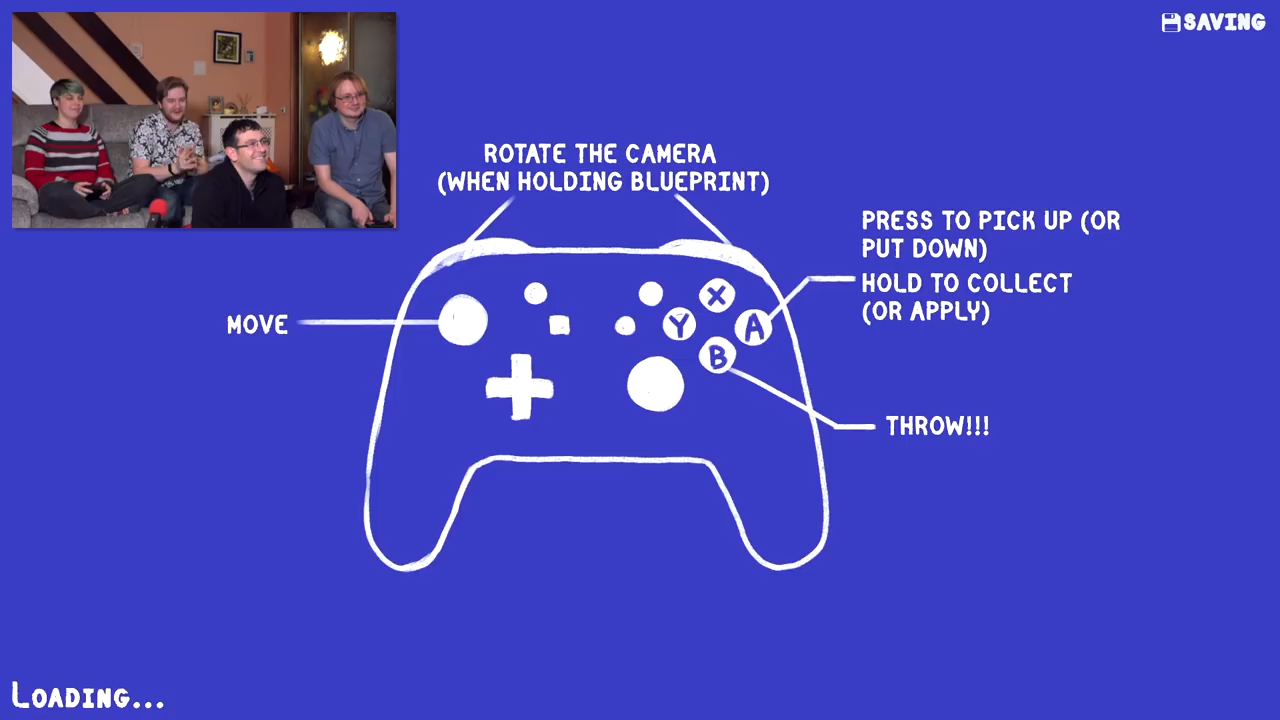 SAVING
ROTATE THE CAMERA
(WHEN HOLDING BLUEPRINT)
PRESS TO PICK UP (OR
PUT DOWN)
HOLD TO COLLECT
(OR APPLY)
MOVE
X
Y
A
B
THROW!!!
LOADING...